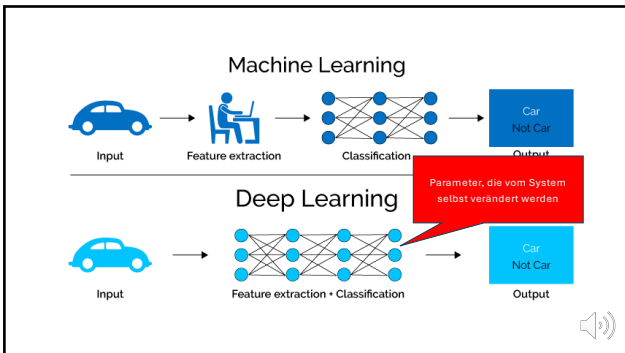 Machine Learning
Car
Not Car
Input
Feature extraction
Classification
Output
Parameter, die vom System
selbst verändert werden
Deep Learning
Car
Not Car
Input
Feature extraction + Classification
Output